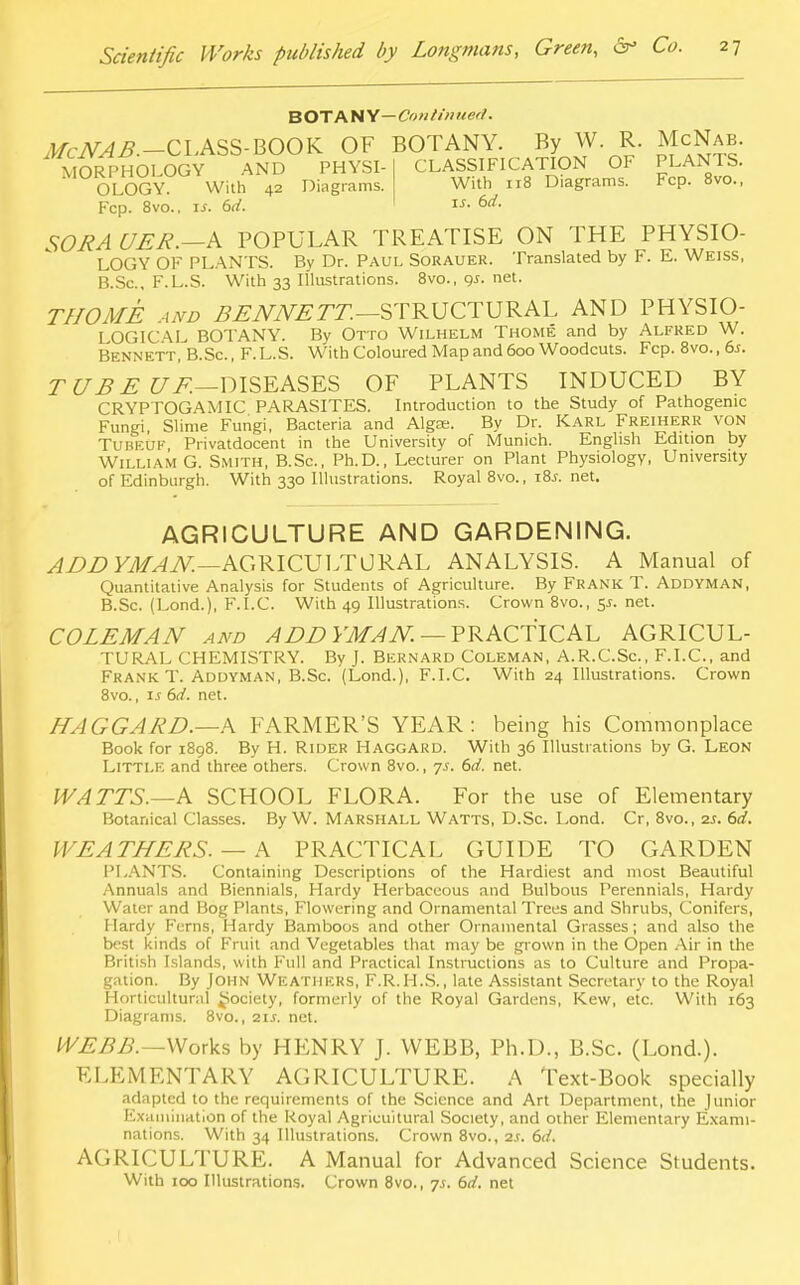 Scientific Works published by Longmans, Green, & Co. 27
BOTANY—Continued.
McNAB.—CLASS-BOOK OF BOTANY. By W. R. McNAB.
MORPHOLOGY AND PHYSI-
OLOGY. With 42 Diagrams.
Fcp. 8vo., 1s. 6d.
CLASSIFICATION OF PLANTS.
With 118 Diagrams. Fcp. 8vo.,
1s. 6d.
SORAUER.—A POPULAR TREATISE ON THE PHYSIO-
LOGY OF PLANTS. By Dr. PAUL SORAUER. Translated by F. E. WEISS,
B.Sc., F.L.S. With 33 Illustrations. 8vo., 9s. net.
THOMÉ AND BENNETT.—STRUCTURAL AND PHYSIO-
LOGICAL BOTANY. By OTTO WILHELM THOMÉ and by ALFRED W.
BENNETT, B.Sc., F.L.S. With Coloured Map and 600 Woodcuts. Fcp. 8vo., 6s.
TUBEUF.—DISEASES OF PLANTS INDUCED BY
CRYPTOGAMIC PARASITES. Introduction to the Study of Pathogenic
Fungi, Slime Fungi, Bacteria and Algæ. By Dr. KARL FREIHERR VON
TUBEUF, Privatdocent in the University of Munich. English Edition by
WILLIAM G. SMITH, B.Sc., Ph.D., Lecturer on Plant Physiology, University
of Edinburgh. With 330 Illustrations. Royal 8vo., 18s. net.
AGRICULTURE AND GARDENING.
ADDYMAN.—AGRICULTURAL ANALYSIS. A Manual of
Quantitative Analysis for Students of Agriculture. By FRANK T. ADDYMAN,
B.Sc. (Lond.), F.I.C. With 49 Illustrations. Crown 8vo., 5s. net.
COLEMAN AND ADDYMAN.—PRACTICAL AGRICUL-
TURAL CHEMISTRY. By J. BERNARD COLEMAN, A.R.C.Sc., F.I.C., and
FRANK T. ADDYMAN, B.Sc. (Lond.), F.I.C. With 24 Illustrations. Crown
8vo., 1s 6d. net.
HAGGARD.—A FARMER'S YEAR: being his Commonplace
Book for 1898. By H. RIDER HAGGARD. With 36 Illustrations by G. LEON
LITTLE and three others. Crown 8vo., 7s. 6d. net.
WATTS.—A SCHOOL FLORA. For the use of Elementary
Botanical Classes. By W. MARSHALL WATTS, D.Sc. Lond. Cr, 8vo., 2s. 6d.
WEATHERS.—A PRACTICAL GUIDE TO GARDEN
PLANTS. Containing Descriptions of the Hardiest and most Beautiful
Annuals and Biennials, Hardy Herbaceous and Bulbous Perennials, Hardy
Water and Bog Plants, Flowering and Ornamental Trees and Shrubs, Conifers,
Hardy Ferns, Hardy Bamboos and other Ornamental Grasses; and also the
best kinds of Fruit and Vegetables that may be grown in the Open Air in the
British Islands, with Full and Practical Instructions as to Culture and Propa-
gation. By JOHN WEATHERS, F.R.H.S., late Assistant Secretary to the Royal
Horticultural Society, formerly of the Royal Gardens, Kew, etc. With 163
Diagrams. 8vo., 21s. net.
WEBB.—Works by HENRY J. WEBB, Ph.D., B.Sc. (Lond.).
ELEMENTARY AGRICULTURE. A Text-Book specially
adapted to the requirements of the Science and Art Department, the Junior
Examination of the Royal Agricultural Society, and other Elementary Exami-
nations. With 34 Illustrations. Crown 8vo., 2s. 6d.
AGRICULTURE. A Manual for Advanced Science Students.
With 100 Illustrations. Crown 8vo., 7s. 6d. net